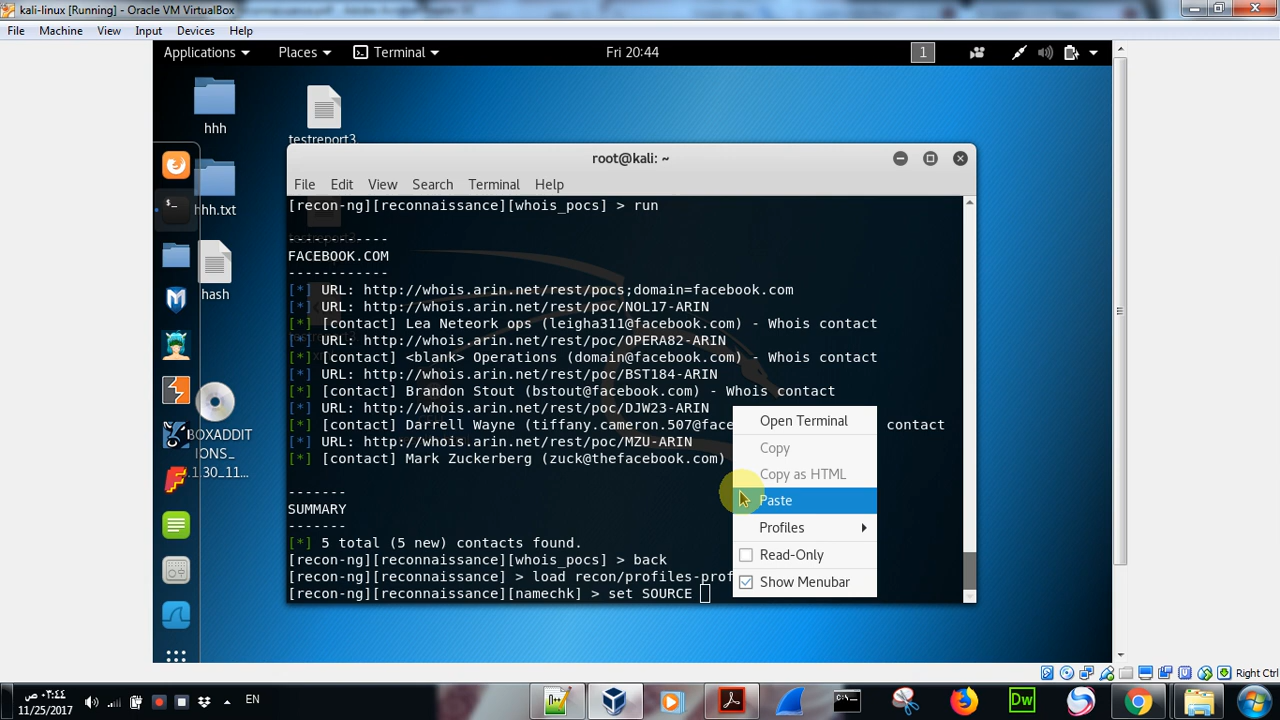 kali-linux [Running] - Oracle VM VirtualBox
File Machine View Input Devices Help
Applications Places Terminal Fri 20:44 1
hhh
testreport3.
hhh.txt
hash
BOXADDIT
IONS_
.1.30_11...
root@kali: ~
File Edit View Search Terminal Help
[recon-ng][reconnaissance][whois_pocs] > run
------------
FACEBOOK.COM
------------
[*] URL: http://whois.arin.net/rest/pocs;domain=facebook.com
[*] URL: http://whois.arin.net/rest/poc/NOL17-ARIN
[*] [contact] Lea Neteork ops (leigha311@facebook.com) - Whois contact
[*] URL: http://whois.arin.net/rest/poc/OPERA82-ARIN
[*] [contact] <blank> Operations (domain@facebook.com) - Whois contact
[*] URL: http://whois.arin.net/rest/poc/BST184-ARIN
[*] [contact] Brandon Stout (bstout@facebook.com) - Whois contact
[*] URL: http://whois.arin.net/rest/poc/DJW23-ARIN
[*] [contact] Darrell Wayne (tiffany.cameron.507@face contact
[*] URL: http://whois.arin.net/rest/poc/MZU-ARIN
[*] [contact] Mark Zuckerberg (zuck@thefacebook.com)
-------
SUMMARY
-------
[*] 5 total (5 new) contacts found.
[recon-ng][reconnaissance][whois_pocs] > back
[recon-ng][reconnaissance] > load recon/profiles-prof
[recon-ng][reconnaissance][namechk] > set SOURCE
Open Terminal
Copy
Copy as HTML
Paste
Profiles
Read-Only
Show Menubar
Right Ctrl
٠٣:٤٤ ص
11/25/2017
EN
Dw